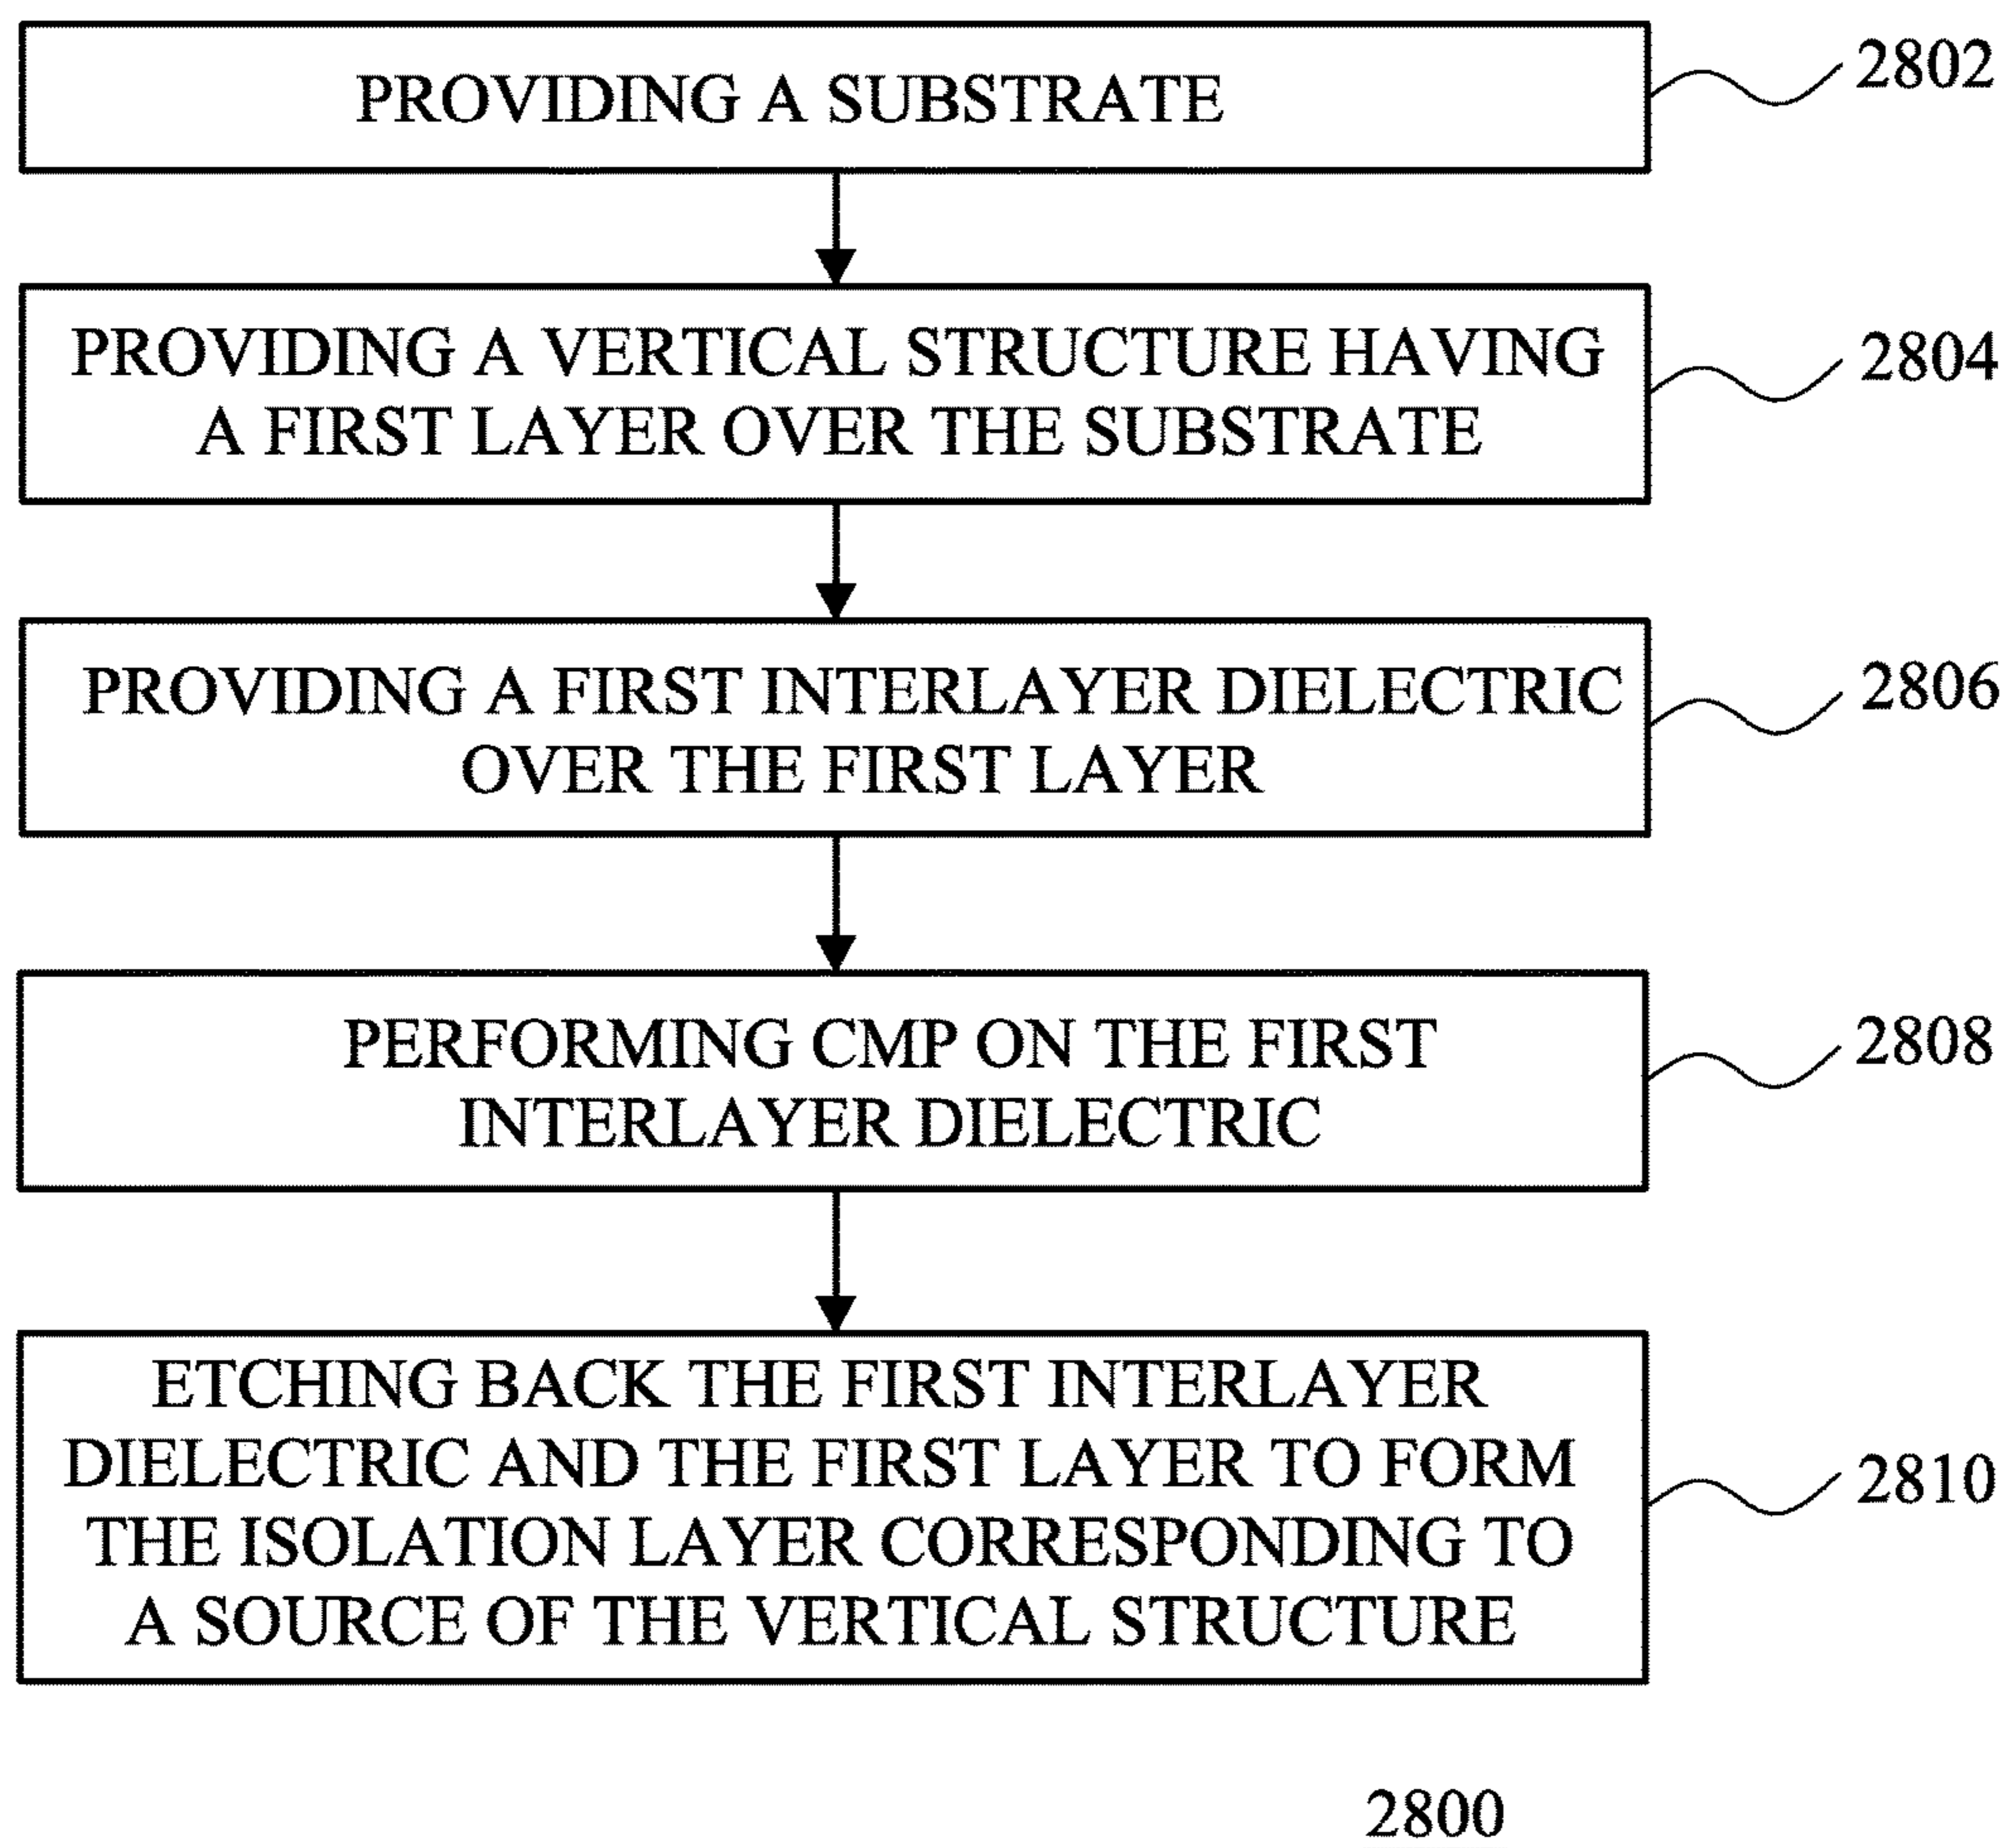 PROVIDING A SUBSTRATE
2802
PROVIDING A VERTICAL STRUCTURE HAVING
A FIRST LAYER OVER THE SUBSTRATE
2804
PROVIDING A FIRST INTERLAYER DIELECTRIC
OVER THE FIRST LAYER
2806
PERFORMING CMP ON THE FIRST
INTERLAYER DIELECTRIC
2808
ETCHING BACK THE FIRST INTERLAYER
DIELECTRIC AND THE FIRST LAYER TO FORM
THE ISOLATION LAYER CORRESPONDING TO
A SOURCE OF THE VERTICAL STRUCTURE
2810
2800